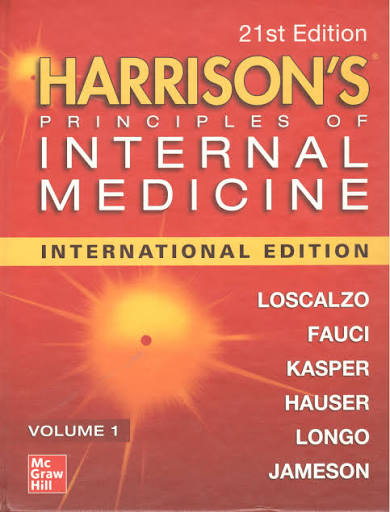 21st Edition
HARRISON'S®
PRINCIPLES OF
INTERNAL
MEDICINE
INTERNATIONAL EDITION
LOSCALZO
FAUCI
KASPER
HAUSER
LONGO
JAMESON
VOLUME 1
Mc
Graw
Hill